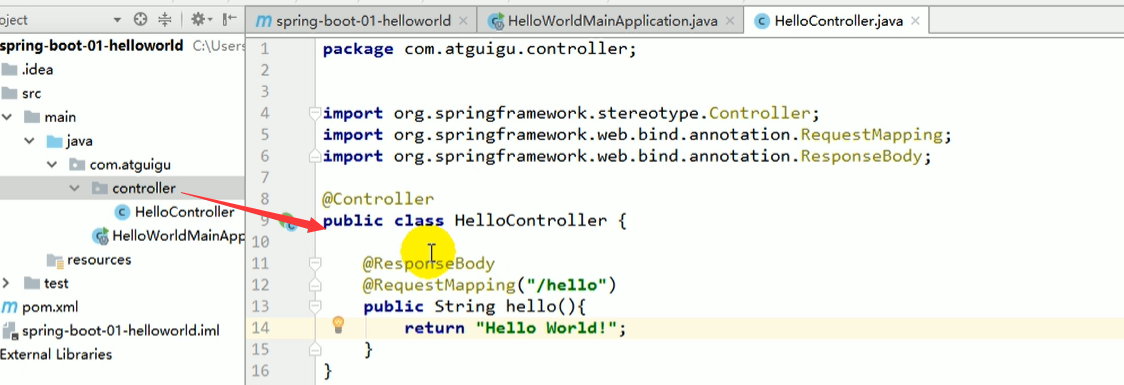 oject
spring-boot-01-helloworld
HelloWorldMainApplication.java
HelloController.java
spring-boot-01-helloworld C:\Users
.idea
src
main
java
com.atguigu
controller
HelloController
HelloWorldMainApp
resources
test
pom.xml
spring-boot-01-helloworld.iml
External Libraries
1 package com.atguigu.controller;
2
3
4 import org.springframework.stereotype.Controller;
5 import org.springframework.web.bind.annotation.RequestMapping;
6 import org.springframework.web.bind.annotation.ResponseBody;
7
8 @Controller
9 public class HelloController {
10
11 @ResponseBody
12 @RequestMapping("/hello")
13 public String hello(){
14 return "Hello World!";
15 }
16 }